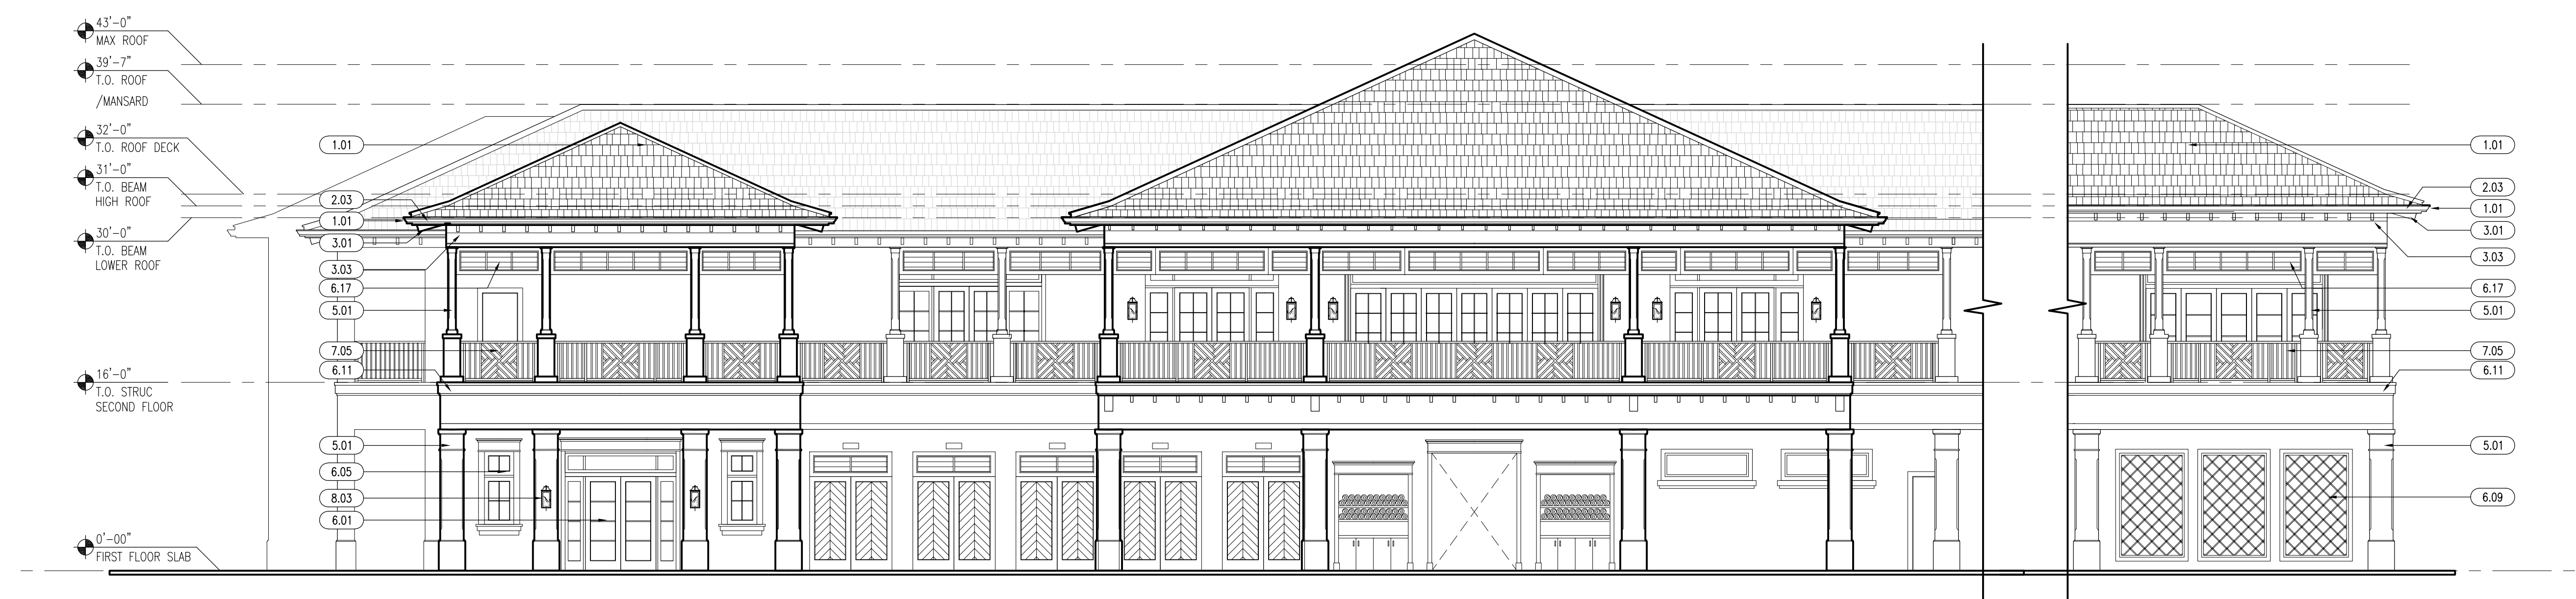 43'-0"
MAX ROOF
39'-7"
T.O. ROOF
/MANSARD
32'-0"
T.O. ROOF DECK
31'-0"
T.O. BEAM
HIGH ROOF
30'-0"
T.O. BEAM
LOWER ROOF
16'-0"
T.O. STRUC
SECOND FLOOR
0'-00"
FIRST FLOOR SLAB
1.01
2.03
1.01
3.01
3.03
6.17
5.01
7.05
6.11
5.01
6.05
8.03
6.01
1.01
2.03
1.01
3.01
3.03
6.17
5.01
7.05
6.11
5.01
6.09